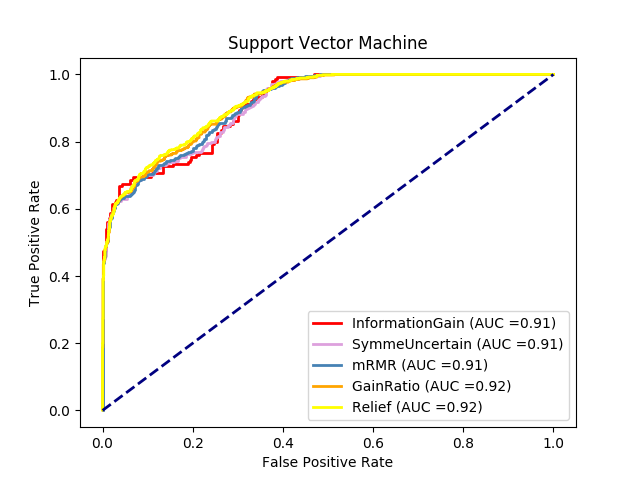 Support Vector Machine
1.0
0.8
0.6
0.4
0.2
0.0
True Positive Rate
InformationGain (AUC =0.91)
SymmeUncertain (AUC =0.91)
mRMR (AUC =0.91)
GainRatio (AUC =0.92)
Relief (AUC =0.92)
0.0 0.2 0.4 0.6 0.8 1.0
False Positive Rate